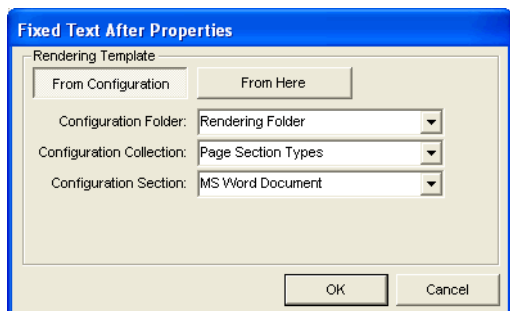 Fixed Text After Properties
Rendering Template
From Configuration From Here
Configuration Folder: Rendering Folder
Configuration Collection: Page Section Types
Configuration Section: MS Word Document
OK Cancel